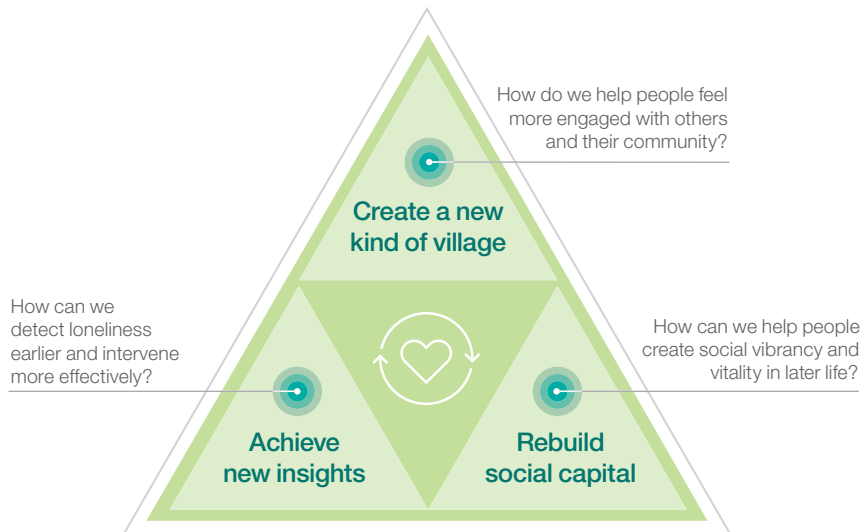 How do we help people feel
more engaged with others
and their community?
Create a new
kind of village
How can we
detect loneliness
earlier and intervene
more effectively?
How can we help people
create social vibrancy and
vitality in later life?
Achieve
new insights
Rebuild
social capital